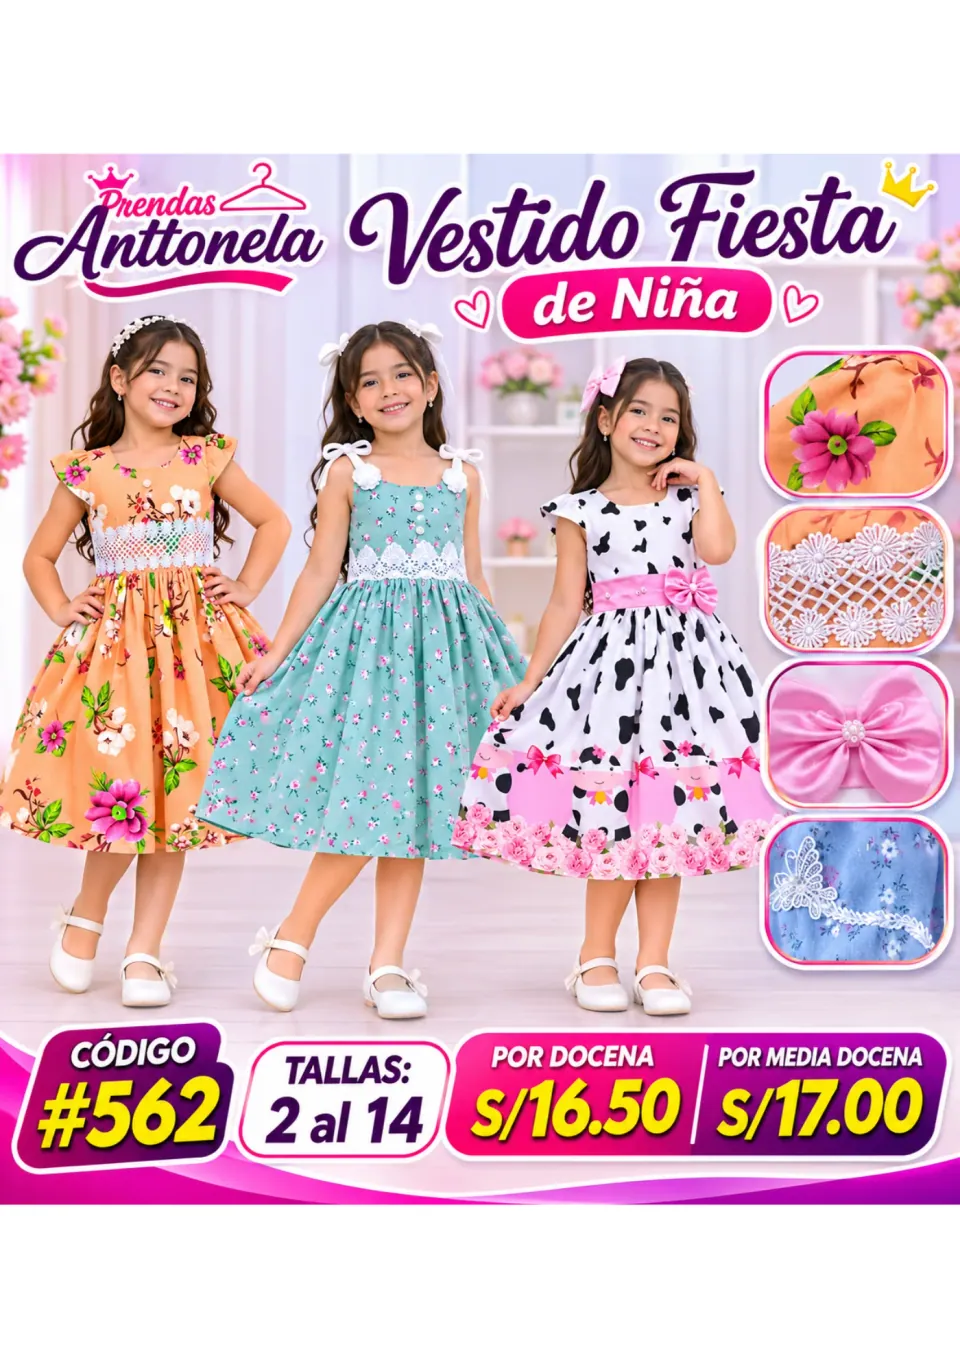 Prendas
Anttonela
Vestido Fiesta
de Niña
CÓDIGO
#562
TALLAS:
2 al 14
POR DOCENA
S/16.50
POR MEDIA DOCENA
S/17.00